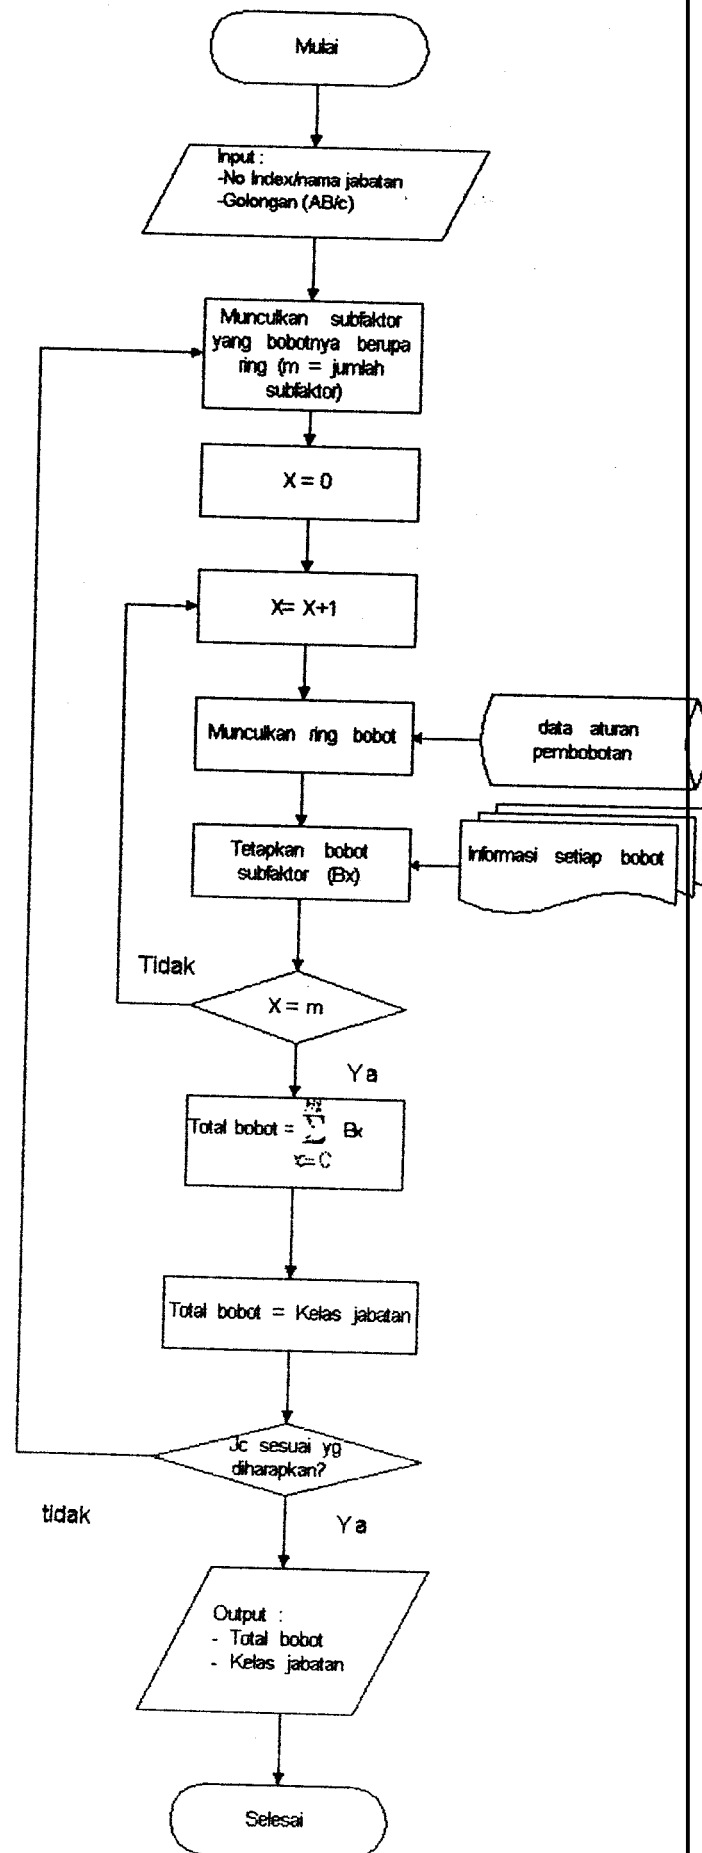 Mulai
Input :
-No Index/nama jabatan
-Golongan (AB/c)
Munculkan subfaktor
yang bobotnya berupa
ring (m = jumlah
subfaktor)
X = 0
X= X+1
Munculkan ring bobot
data aturan
pembobotan
Tetapkan bobot
subfaktor (Bx)
Informasi setiap bobot
Tidak
X = m
Ya
Total bobot = ∑ Bx
Total bobot = Kelas jabatan
Jc sesuai yg
diharapkan?
tidak
Ya
Output :
- Total bobot
- Kelas jabatan
Selesai